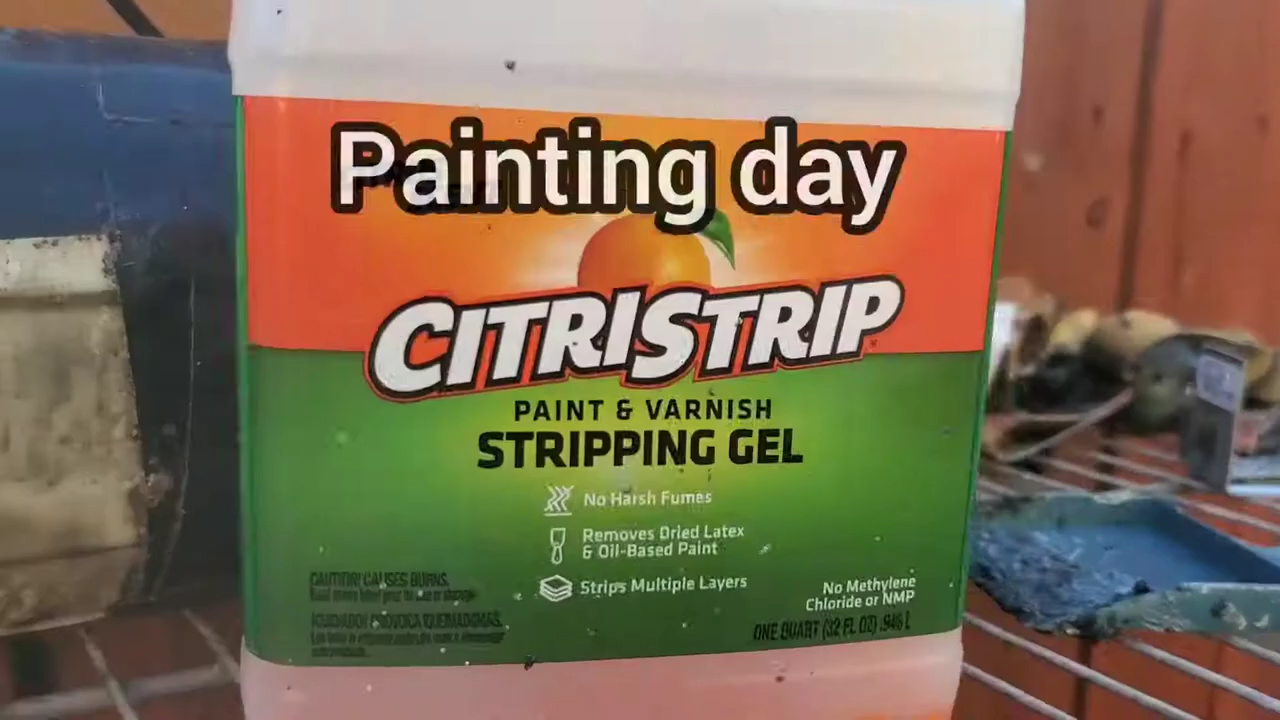 Painting day
CITRISTRIP
PAINT & VARNISH
STRIPPING GEL
No Harsh Fumes
Removes Dried Latex
& Oil-Based Paint
Strips Multiple Layers
No Methylene
Chloride or NMP
CAUTION! CAUSES BURNS.
ONE QUART (32 FL OZ) .946 L